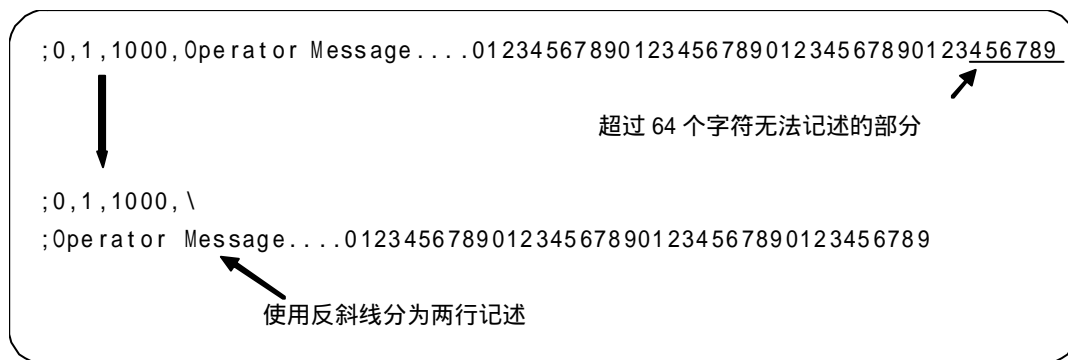 ;0,1,1000,Operator Message....0123456789012345678901234567890123456789
超过 64 个字符无法记述的部分
;0,1,1000,\
;Operator Message....0123456789012345678901234567890123456789
使用反斜线分为两行记述